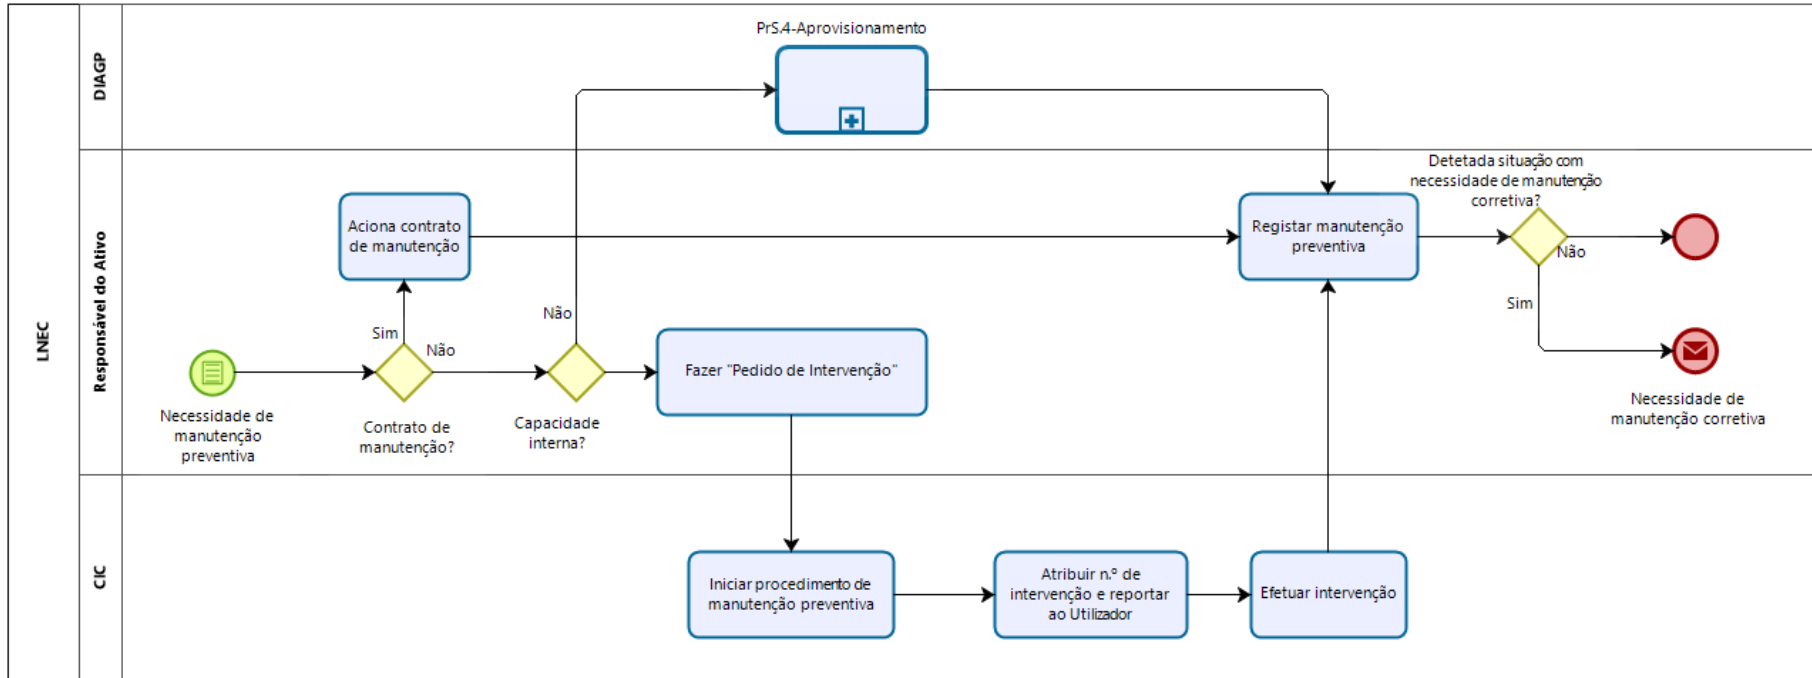 LNEC
DIAGP
PrS.4-Aprovisionamento
Responsável do Ativo
Necessidade de
manutenção
preventiva
Contrato de
manutenção?
Sim
Não
Aciona contrato
de manutenção
Capacidade
interna?
Não
Fazer "Pedido de Intervenção"
Registar manutenção
preventiva
Detetada situação com
necessidade de manutenção
corretiva?
Não
Sim
Necessidade de
manutenção corretiva
CIC
Iniciar procedimento de
manutenção preventiva
Atribuir n.º de
intervenção e reportar
ao Utilizador
Efetuar intervenção